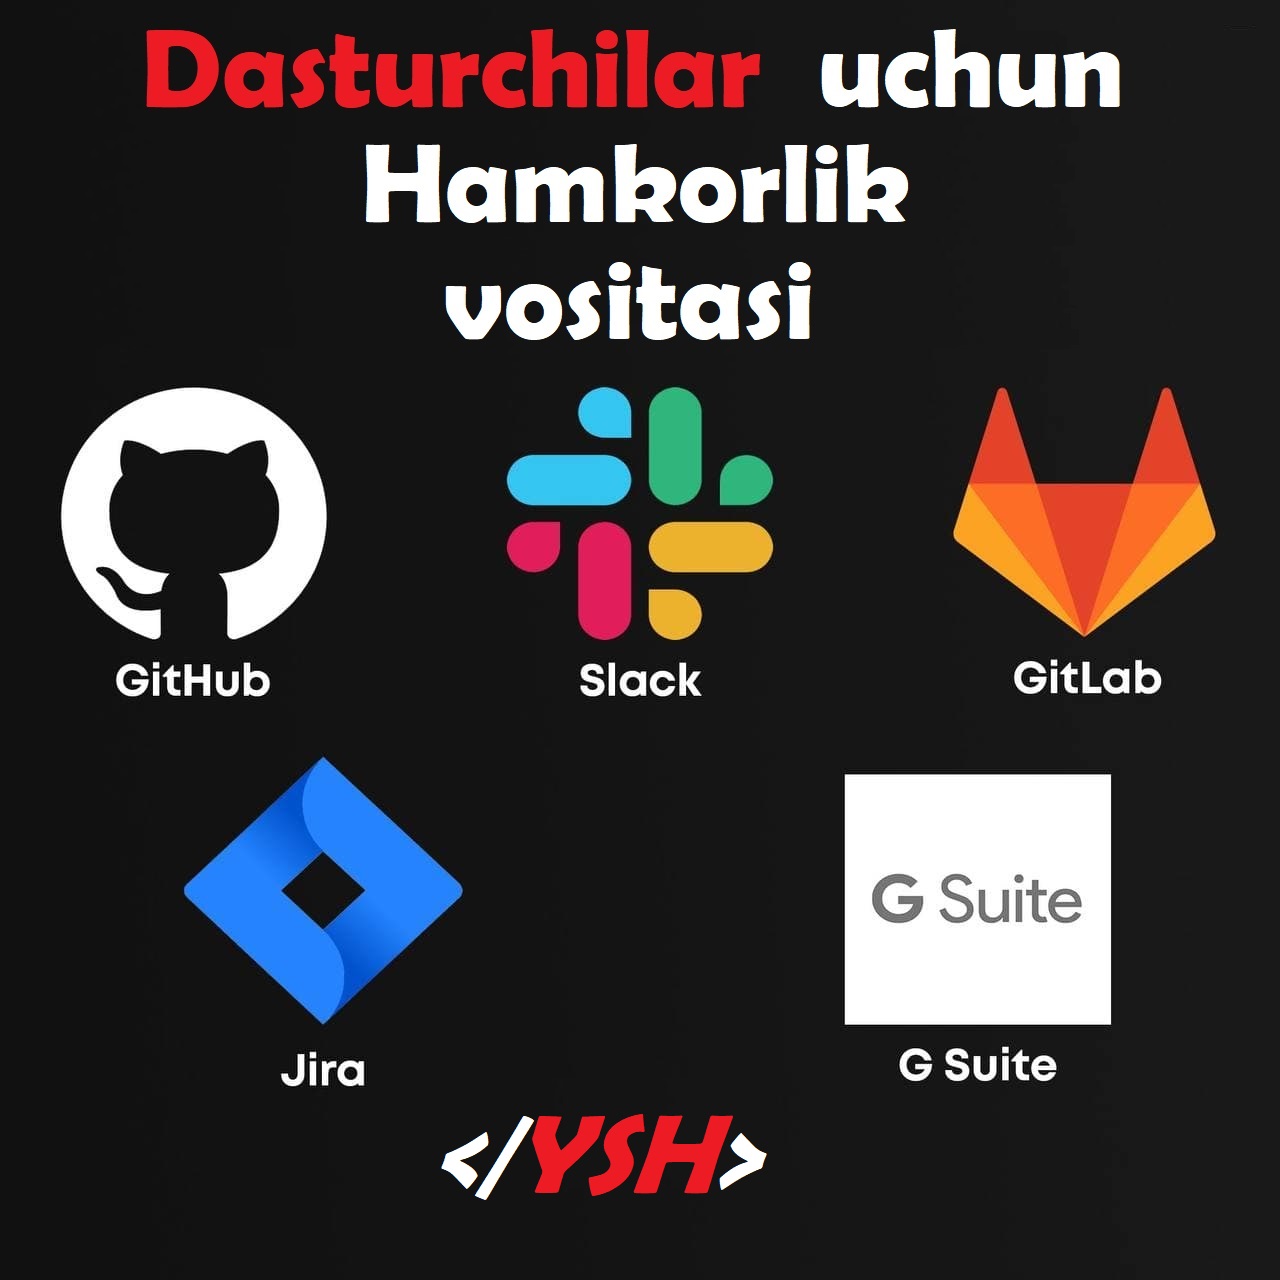 Dasturchilar uchun
Hamkorlik
vositasi
GitHub
Slack
GitLab
G Suite
Jira
G Suite
</YSH>